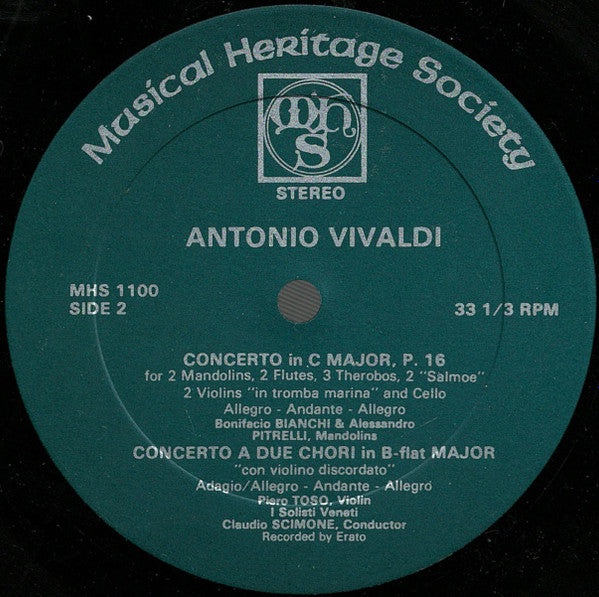 Musical Heritage Society
mhs
STEREO
ANTONIO VIVALDI
MHS 1100
SIDE 2
33 1/3 RPM
CONCERTO in C MAJOR, P. 16
for 2 Mandolins, 2 Flutes, 3 Therobos, 2 "Salmoe"
2 Violins "in tromba marina" and Cello
Allegro - Andante - Allegro
Bonifacio BIANCHI & Alessandro
PITRELLI, Mandolins
CONCERTO A DUE CHORI in B-flat MAJOR
"con violino discordato"
Adagio/Allegro - Andante - Allegro
Piero TOSO, Violin
I Solisti Veneti
Claudio SCIMONE, Conductor
Recorded by Erato